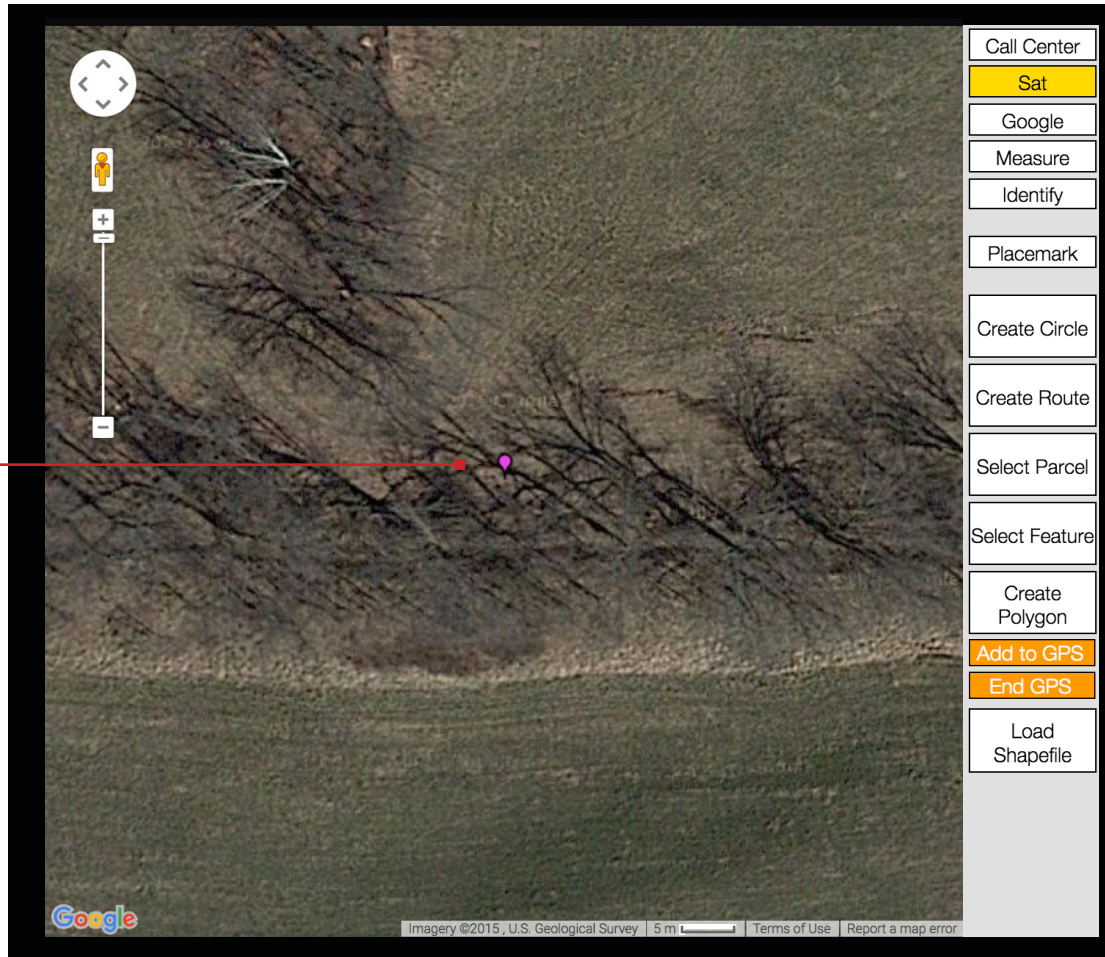 Call Center
Sat
Google
Measure
Identify
Placemark
Create Circle
Create Route
Select Parcel
Select Feature
Create
Polygon
Add to GPS
End GPS
Load
Shapefile
Google
Imagery ©2015 , U.S. Geological Survey
5 m
Terms of Use
Report a map error